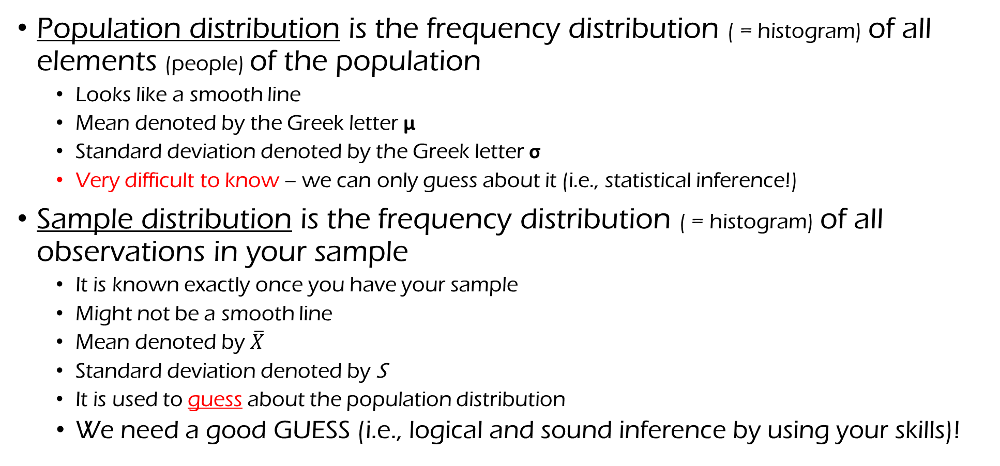 • Population distribution is the frequency distribution ( = histogram) of all
elements (people) of the population
• Looks like a smooth line
• Mean denoted by the Greek letter μ
• Standard deviation denoted by the Greek letter σ
• Very difficult to know – we can only guess about it (i.e., statistical inference!)
• Sample distribution is the frequency distribution ( = histogram) of all
observations in your sample
• It is known exactly once you have your sample
• Might not be a smooth line
• Mean denoted by X̄
• Standard deviation denoted by S
• It is used to guess about the population distribution
• We need a good GUESS (i.e., logical and sound inference by using your skills)!